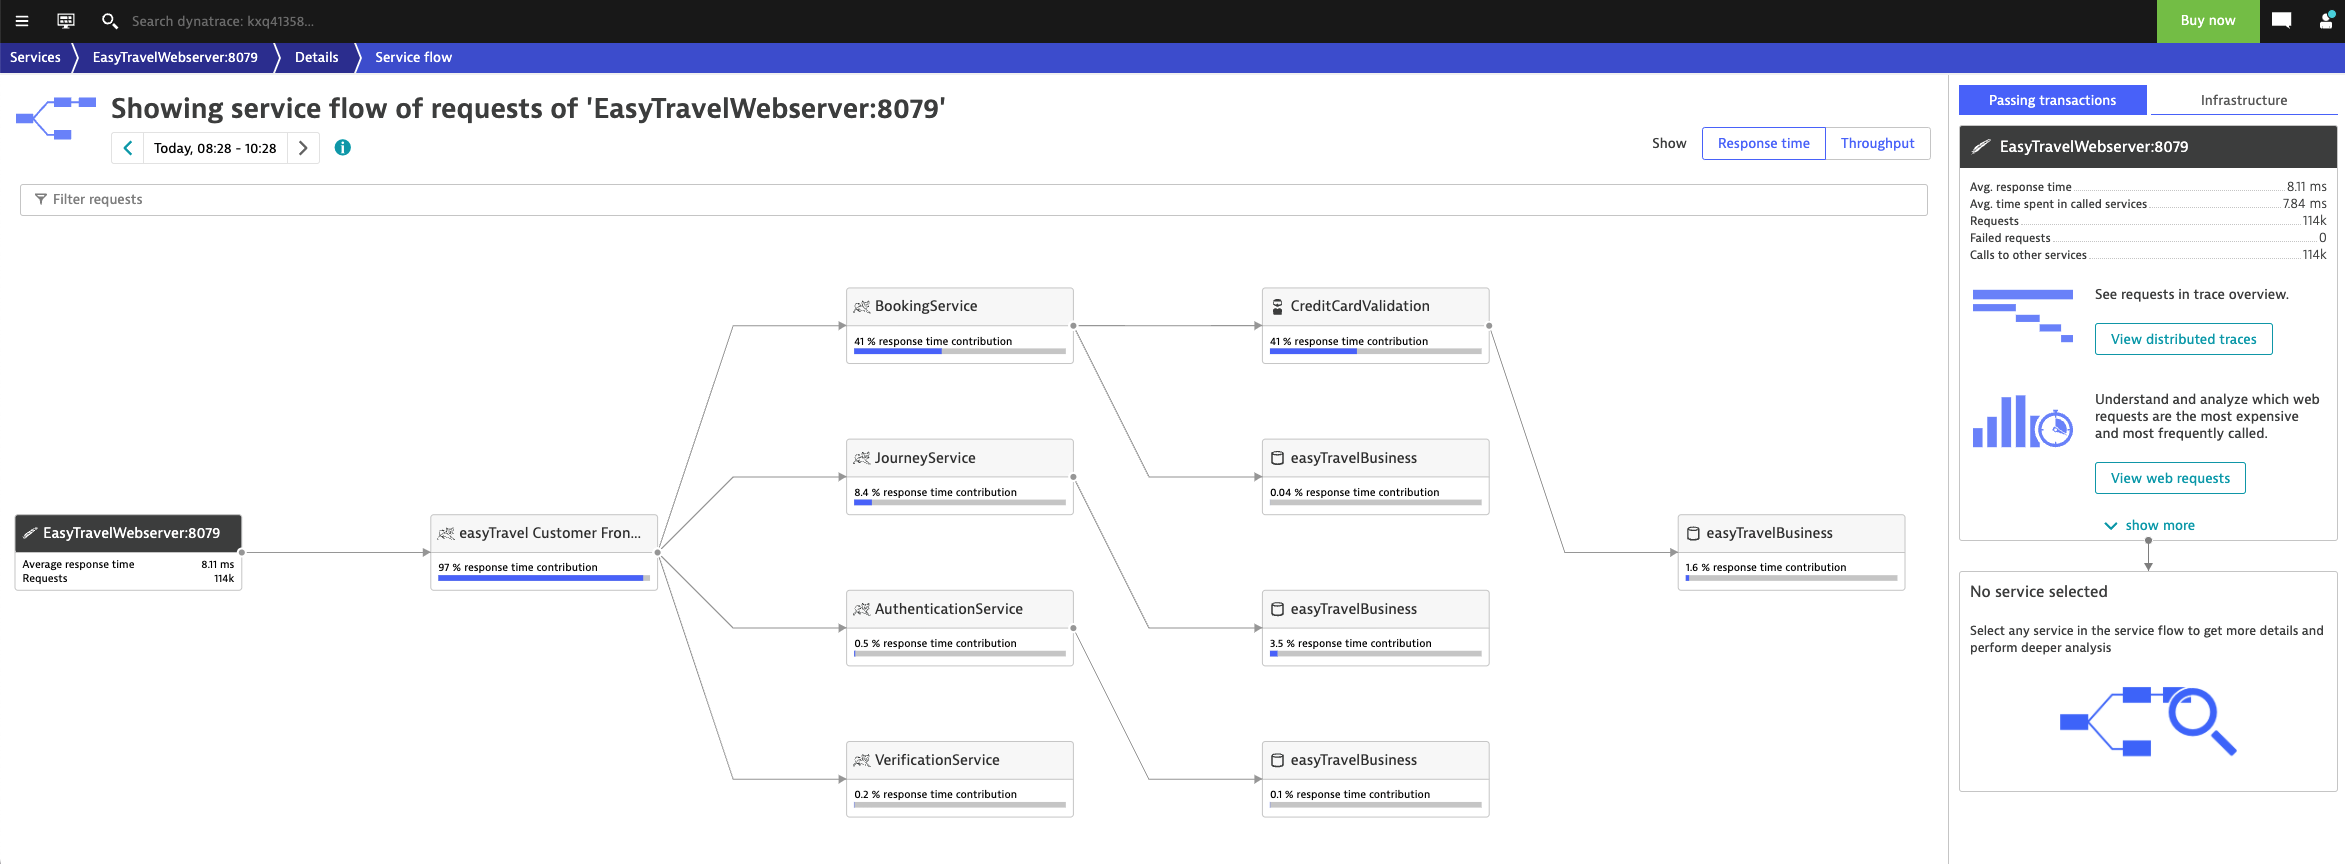 Search dynatrace: kxq41358...
Buy now
Services
EasyTravelWebserver:8079
Details
Service flow
Showing service flow of requests of 'EasyTravelWebserver:8079'
Today, 08:28 - 10:28
i
Show
Response time
Throughput
Filter requests
EasyTravelWebserver:8079
Average response time 8.11 ms
Requests 114k
easyTravel Customer Fron...
97 % response time contribution
BookingService
41 % response time contribution
JourneyService
8.4 % response time contribution
AuthenticationService
0.5 % response time contribution
VerificationService
0.2 % response time contribution
CreditCardValidation
41 % response time contribution
easyTravelBusiness
0.04 % response time contribution
easyTravelBusiness
3.5 % response time contribution
easyTravelBusiness
0.1 % response time contribution
easyTravelBusiness
1.6 % response time contribution
Passing transactions
Infrastructure
EasyTravelWebserver:8079
Avg. response time 8.11 ms
Avg. time spent in called services 7.84 ms
Requests 114k
Failed requests 0
Calls to other services 114k
See requests in trace overview.
View distributed traces
Understand and analyze which web
requests are the most expensive
and most frequently called.
View web requests
show more
No service selected
Select any service in the service flow to get more details and
perform deeper analysis